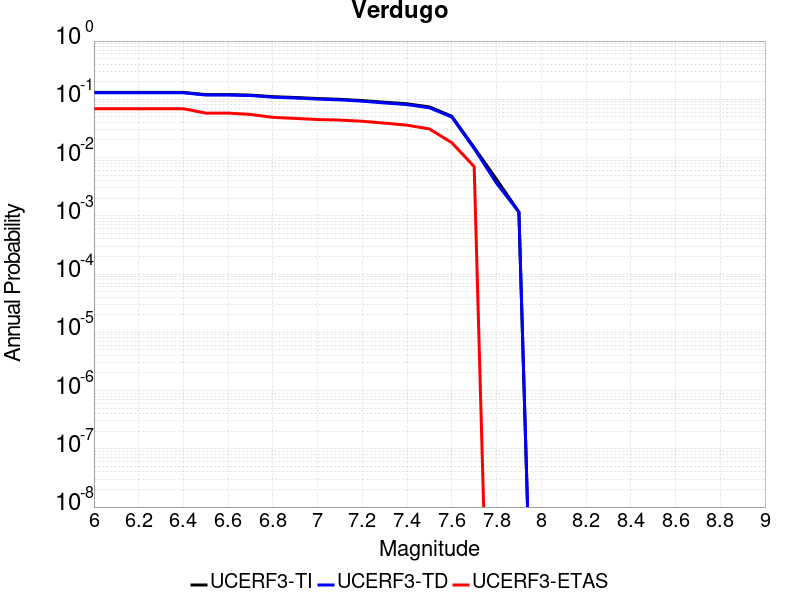 Verdugo
10^0
10^-1
10^-2
10^-3
10^-4
10^-5
10^-6
10^-7
10^-8
Annual Probability
6 6.2 6.4 6.6 6.8 7 7.2 7.4 7.6 7.8 8 8.2 8.4 8.6 8.8 9
Magnitude
UCERF3-TI UCERF3-TD UCERF3-ETAS